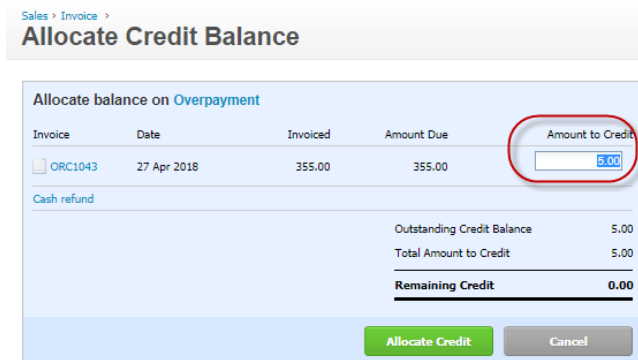 Sales > Invoice >
Allocate Credit Balance
Allocate balance on Overpayment
Invoice Date Invoiced Amount Due Amount to Credit
ORC1043 27 Apr 2018 355.00 355.00 5.00
Cash refund
Outstanding Credit Balance 5.00
Total Amount to Credit 5.00
Remaining Credit 0.00
Allocate Credit Cancel